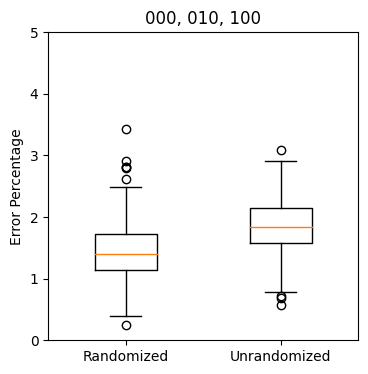 000, 010, 100
Error Percentage
5
4
3
2
1
0
Randomized
Unrandomized